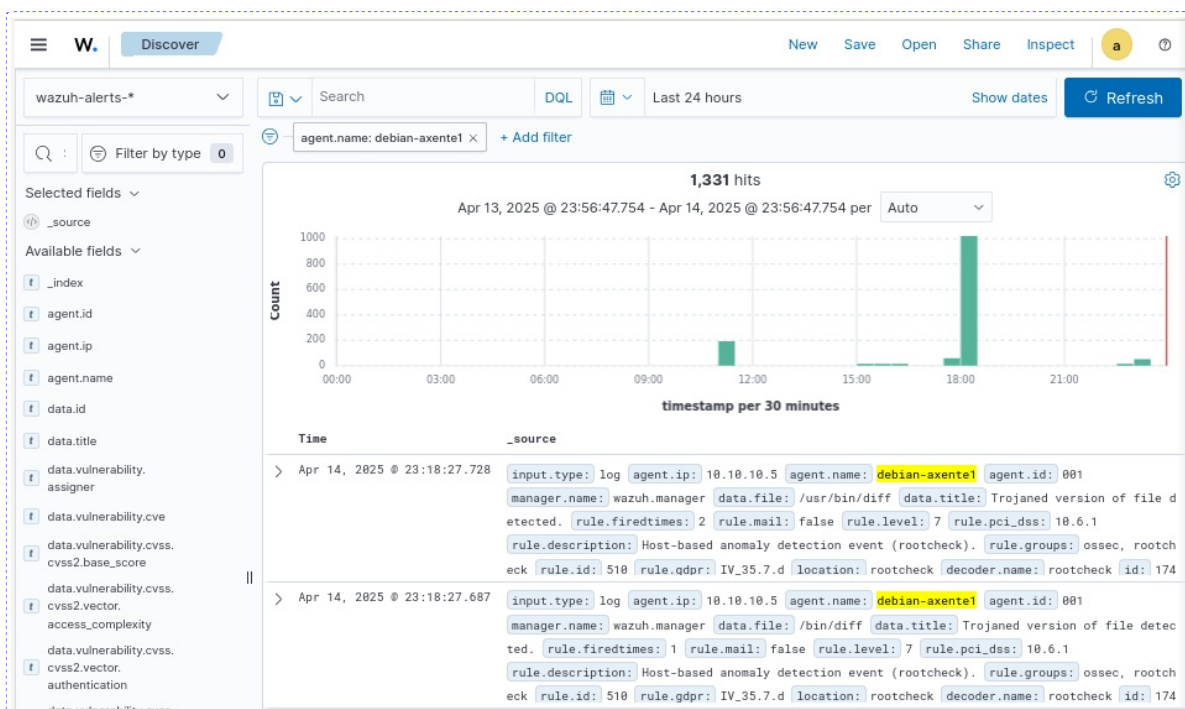 W. Discover New Save Open Share Inspect a
wazuh-alerts-* Search DQL Last 24 hours Show dates Refresh
agent.name: debian-axente1 × + Add filter
Filter by type 0
Selected fields
_source
Available fields
t _index
t agent.id
t agent.ip
t agent.name
t data.id
t data.title
t data.vulnerability.
assigner
t data.vulnerability.cve
t data.vulnerability.cvss.
cvss2.base_score
data.vulnerability.cvss.
t cvss2.vector.
access_complexity
data.vulnerability.cvss.
t cvss2.vector.
authentication
1,331 hits
Apr 13, 2025 @ 23:56:47.754 - Apr 14, 2025 @ 23:56:47.754 per Auto
Count
1000
800
600
400
200
0
00:00 03:00 06:00 09:00 12:00 15:00 18:00 21:00
timestamp per 30 minutes
Time _source
Apr 14, 2025 @ 23:18:27.728 input.type: log agent.ip: 10.10.10.5 agent.name: debian-axente1 agent.id: 001
manager.name: wazuh.manager data.file: /usr/bin/diff data.title: Trojaned version of file d
etected. rule.firedtimes: 2 rule.mail: false rule.level: 7 rule.pci_dss: 10.6.1
rule.description: Host-based anomaly detection event (rootcheck). rule.groups: ossec, rootch
eck rule.id: 510 rule.gdpr: IV_35.7.d location: rootcheck decoder.name: rootcheck id: 174
Apr 14, 2025 @ 23:18:27.687 input.type: log agent.ip: 10.10.10.5 agent.name: debian-axente1 agent.id: 001
manager.name: wazuh.manager data.file: /bin/diff data.title: Trojaned version of file detec
ted. rule.firedtimes: 1 rule.mail: false rule.level: 7 rule.pci_dss: 10.6.1
rule.description: Host-based anomaly detection event (rootcheck). rule.groups: ossec, rootch
eck rule.id: 510 rule.gdpr: IV_35.7.d location: rootcheck decoder.name: rootcheck id: 174